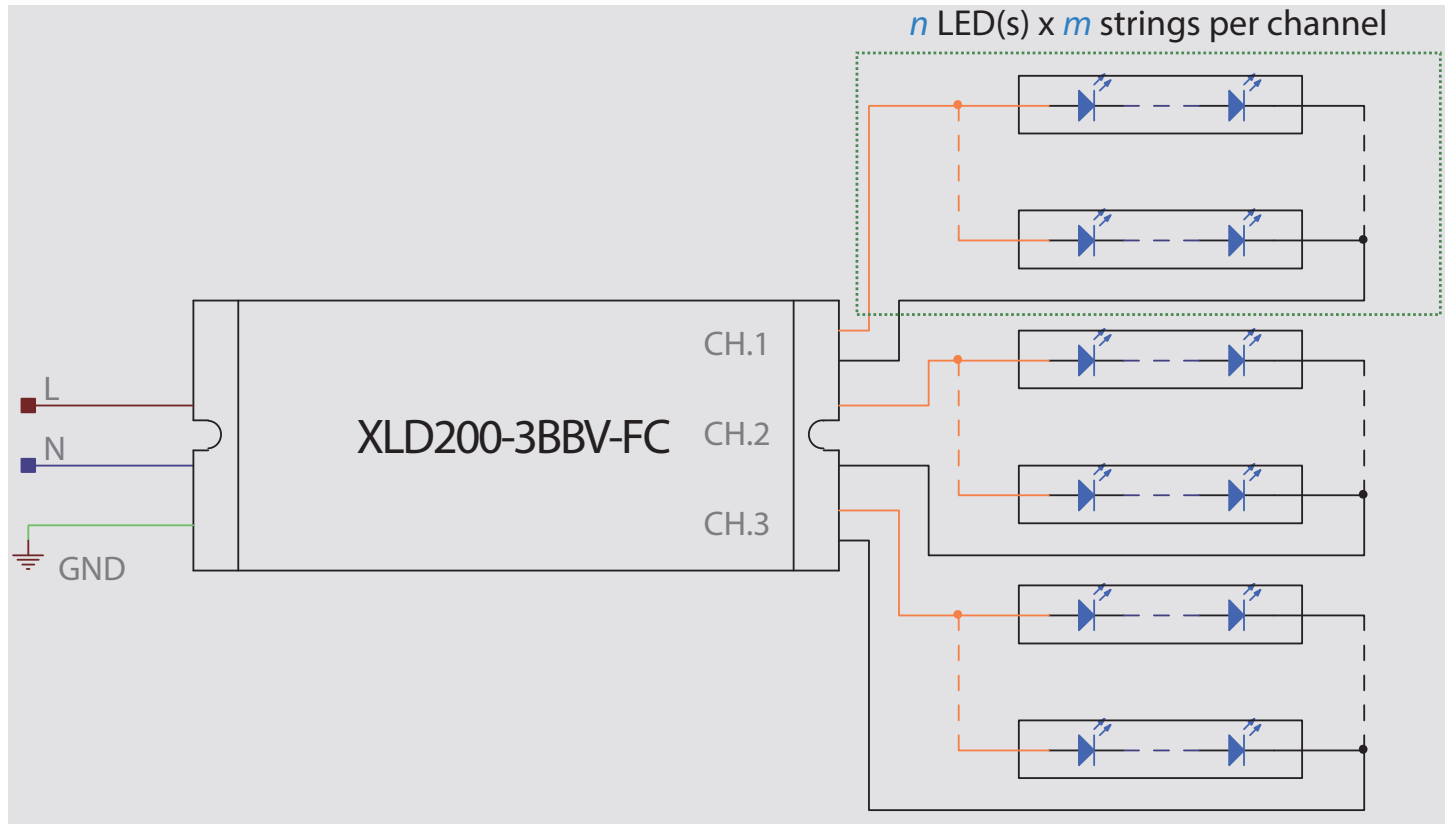 n LED(s) x m strings per channel
CH.1
L
XLD200-3BBV-FC
CH.2
N
CH.3
GND